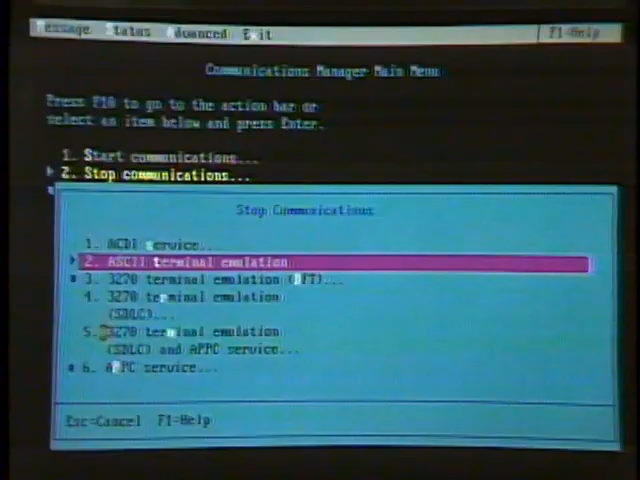 Message Status Advanced Exit F1=Help
Communications Manager Main Menu
Press F10 to go to the action bar or
select an item below and press Enter.
1. Start communications...
2. Stop communications...
Stop Communications
1. ACDI service...
2. ASCII terminal emulation
3. 3270 terminal emulation (DFT)...
4. 3270 terminal emulation
(SDLC)...
5. 3270 terminal emulation
(SDLC) and APPC service...
6. APPC service...
Esc=Cancel F1=Help